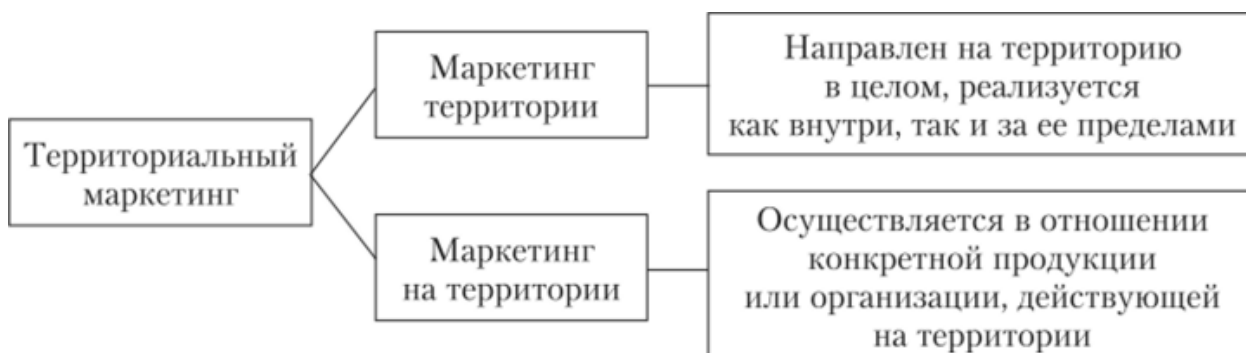 Территориальный
маркетинг
Маркетинг
территории
Направлен на территорию
в целом, реализуется
как внутри, так и за ее пределами
Маркетинг
на территории
Осуществляется в отношении
конкретной продукции
или организации, действующей
на территории